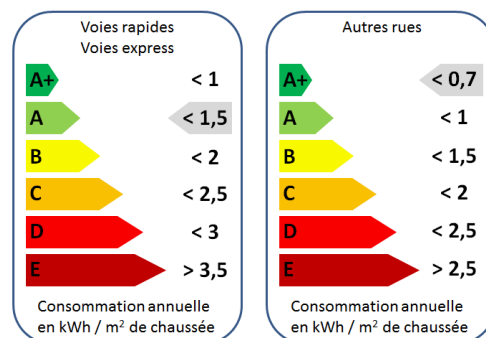 Voies rapides
Voies express
A+ < 1
A < 1,5
B < 2
C < 2,5
D < 3
E > 3,5
Consommation annuelle
en kWh / m² de chaussée
Autres rues
A+ < 0,7
A < 1
B < 1,5
C < 2
D < 2,5
E > 2,5
Consommation annuelle
en kWh / m² de chaussée